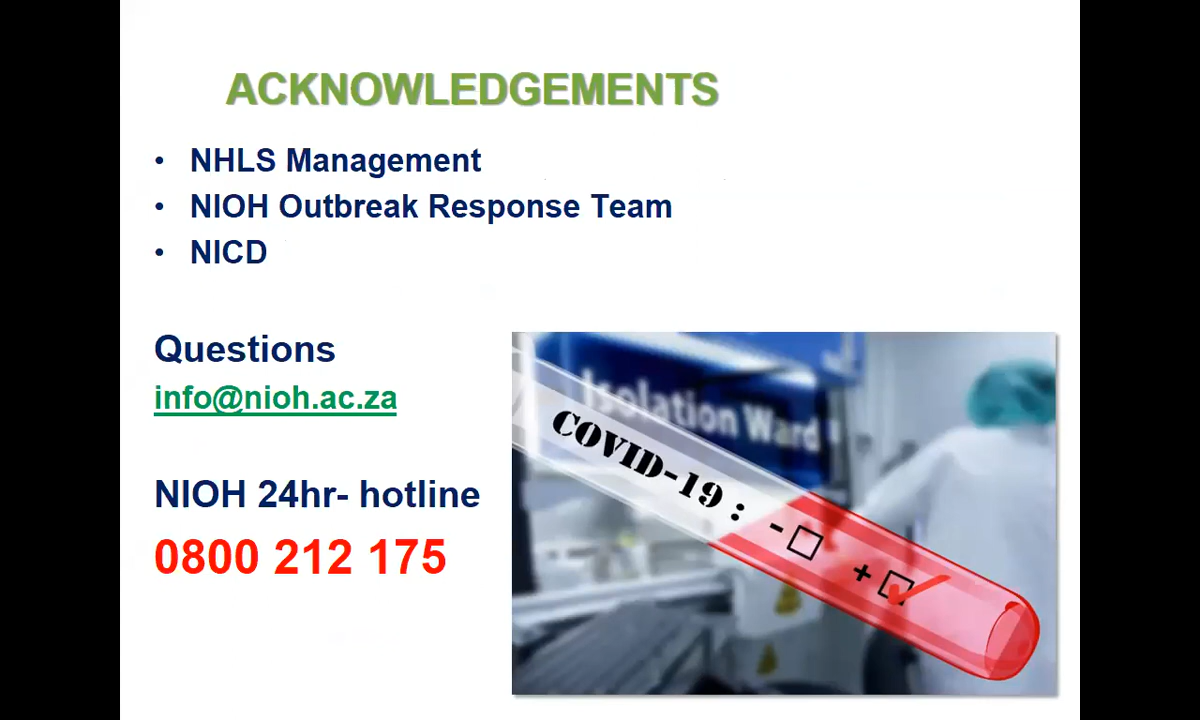 ACKNOWLEDGEMENTS
• NHLS Management
• NIOH Outbreak Response Team
• NICD
Questions
info@nioh.ac.za
NIOH 24hr- hotline
0800 212 175
Isolation Ward
COVID-19 : - 
+